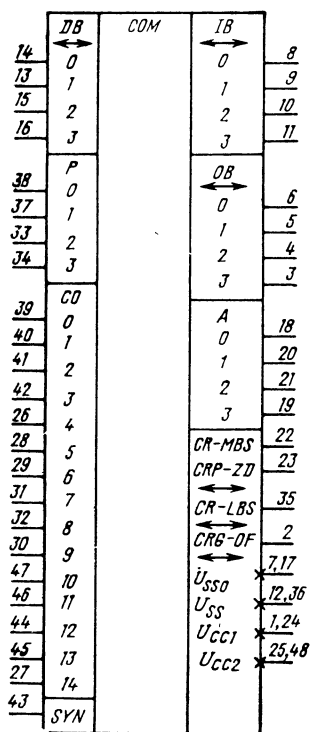 DB COM IB
14 0 0 8
13 1 1 9
15 2 2 10
16 3 3 11
P OB
38 0 0 6
37 1 1 5
33 2 2 4
34 3 3 3
CO A
39 0 0 18
40 1 1 20
41 2 2 21
42 3 3 19
26 4 CR-MBS 22
28 5 CRP-ZD 23
29 6
31 7 CR-LBS 35
32 8 CRG-OF 2
30 9 USSO 7,17
47 10 USS 12,36
46 11 UCC1 1,24
44 12 UCC2 25,48
45 13
27 14
43 SYN